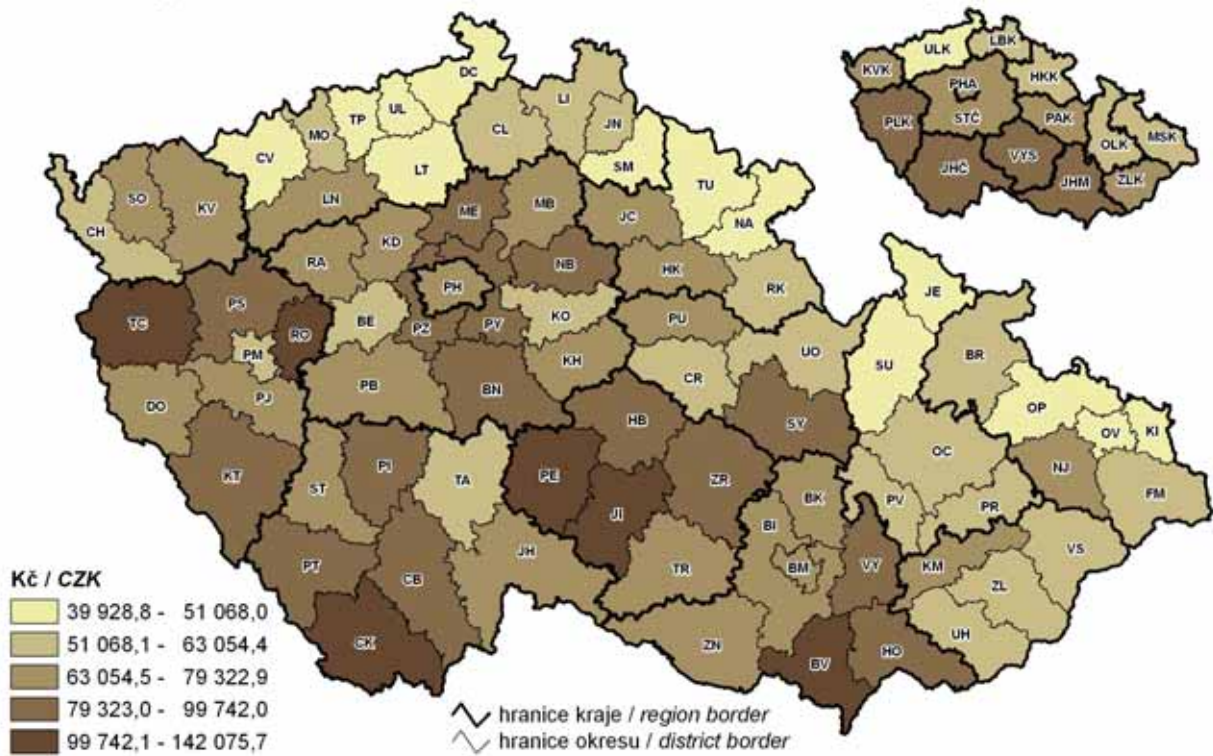 DC
ULK
LBK
KVK
HKK
PHA
STČ
PAK
PLK
OLK
MSK
VYS
JHČ
JHM
ZLK
LI
UL
TP
MO
CL
JN
CV
LT
SM
TU
SO
KV
LN
ME
MB
JC
NA
CH
KD
RA
NB
HK
PH
RK
JE
TC
PS
RO
BE
PZ
PY
KO
PU
UO
BR
PM
KH
CR
SU
OP
DO
PJ
PB
BN
HB
SY
OV
KI
OC
NJ
KT
ST
PI
TA
PE
ZR
BK
PV
PR
FM
JI
BI
VS
PT
CB
JH
TR
BM
VY
KM
ZL
CK
ZN
BV
HO
UH
Kč / CZK
39 928,8 - 51 068,0
51 068,1 - 63 054,4
63 054,5 - 79 322,9
79 323,0 - 99 742,0
99 742,1 - 142 075,7
hranice kraje / region border
hranice okresu / district border